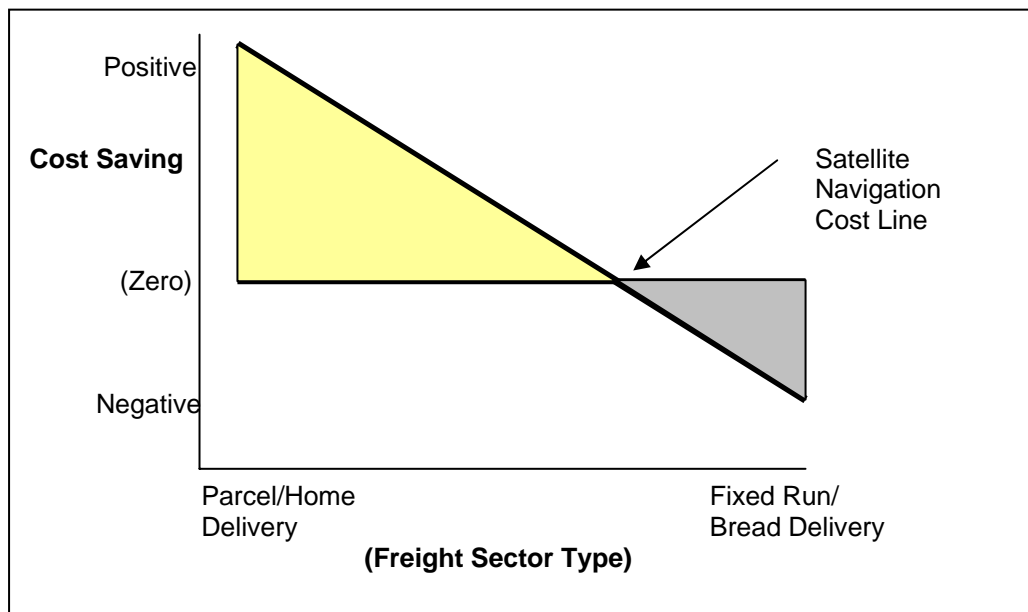 Positive
Cost Saving
Satellite
Navigation
Cost Line
(Zero)
Negative
Parcel/Home
Delivery
Fixed Run/
Bread Delivery
(Freight Sector Type)